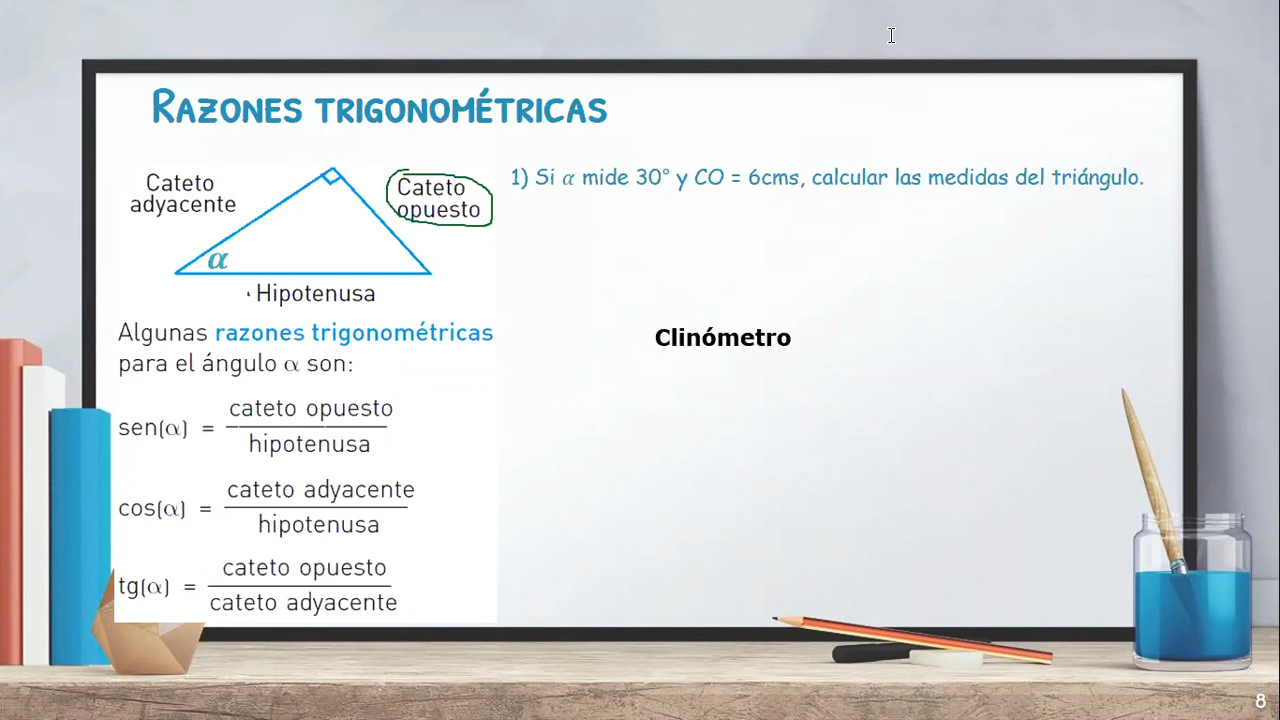 RAZONES TRIGONOMÉTRICAS
Cateto
adyacente
Cateto
opuesto
α
Hipotenusa
Algunas razones trigonométricas
para el ángulo α son:
sen(α) = cateto opuesto
hipotenusa
cos(α) = cateto adyacente
hipotenusa
tg(α) = cateto opuesto
cateto adyacente
1) Si α mide 30° y CO = 6cms, calcular las medidas del triángulo.
Clinómetro
8